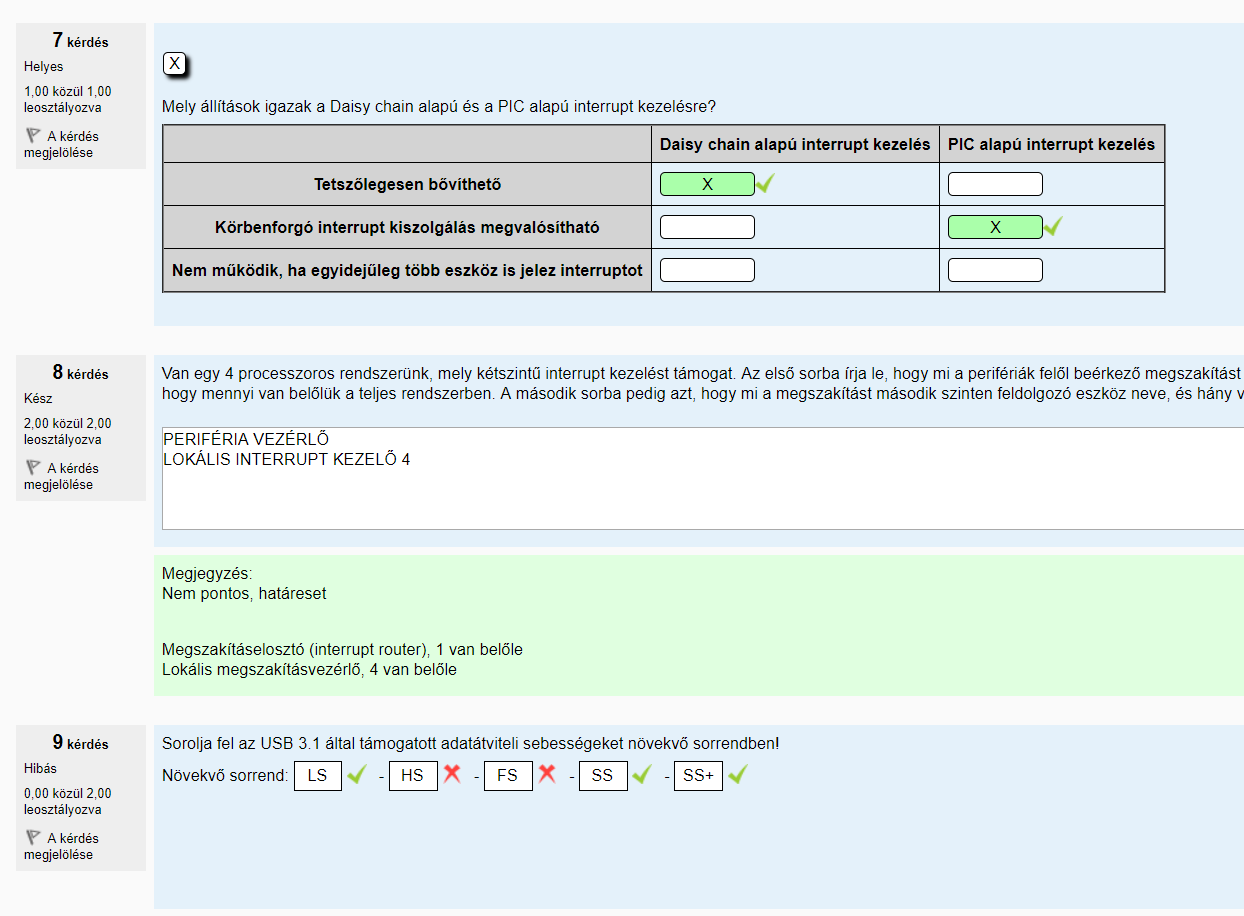 7 kérdés
Helyes
1,00 közül 1,00
leosztályozva
A kérdés
megjelölése
X
Mely állítások igazak a Daisy chain alapú és a PIC alapú interrupt kezelésre?
Daisy chain alapú interrupt kezelés PIC alapú interrupt kezelés
Tetszőlegesen bővíthető X
Körbenforgó interrupt kiszolgálás megvalósítható X
Nem működik, ha egyidejűleg több eszköz is jelez interruptot
8 kérdés
Kész
2,00 közül 2,00
leosztályozva
A kérdés
megjelölése
Van egy 4 processzoros rendszerünk, mely kétszintű interrupt kezelést támogat. Az első sorba írja le, hogy mi a perifériák felől beérkező megszakítást
hogy mennyi van belőlük a teljes rendszerben. A második sorba pedig azt, hogy mi a megszakítást második szinten feldolgozó eszköz neve, és hány v
PERIFÉRIA VEZÉRLŐ
LOKÁLIS INTERRUPT KEZELŐ 4
Megjegyzés:
Nem pontos, határeset
Megszakításelosztó (interrupt router), 1 van belőle
Lokális megszakításvezérlő, 4 van belőle
9 kérdés
Hibás
0,00 közül 2,00
leosztályozva
A kérdés
megjelölése
Sorolja fel az USB 3.1 által támogatott adatátviteli sebességeket növekvő sorrendben!
Növekvő sorrend: LS - HS - FS - SS - SS+